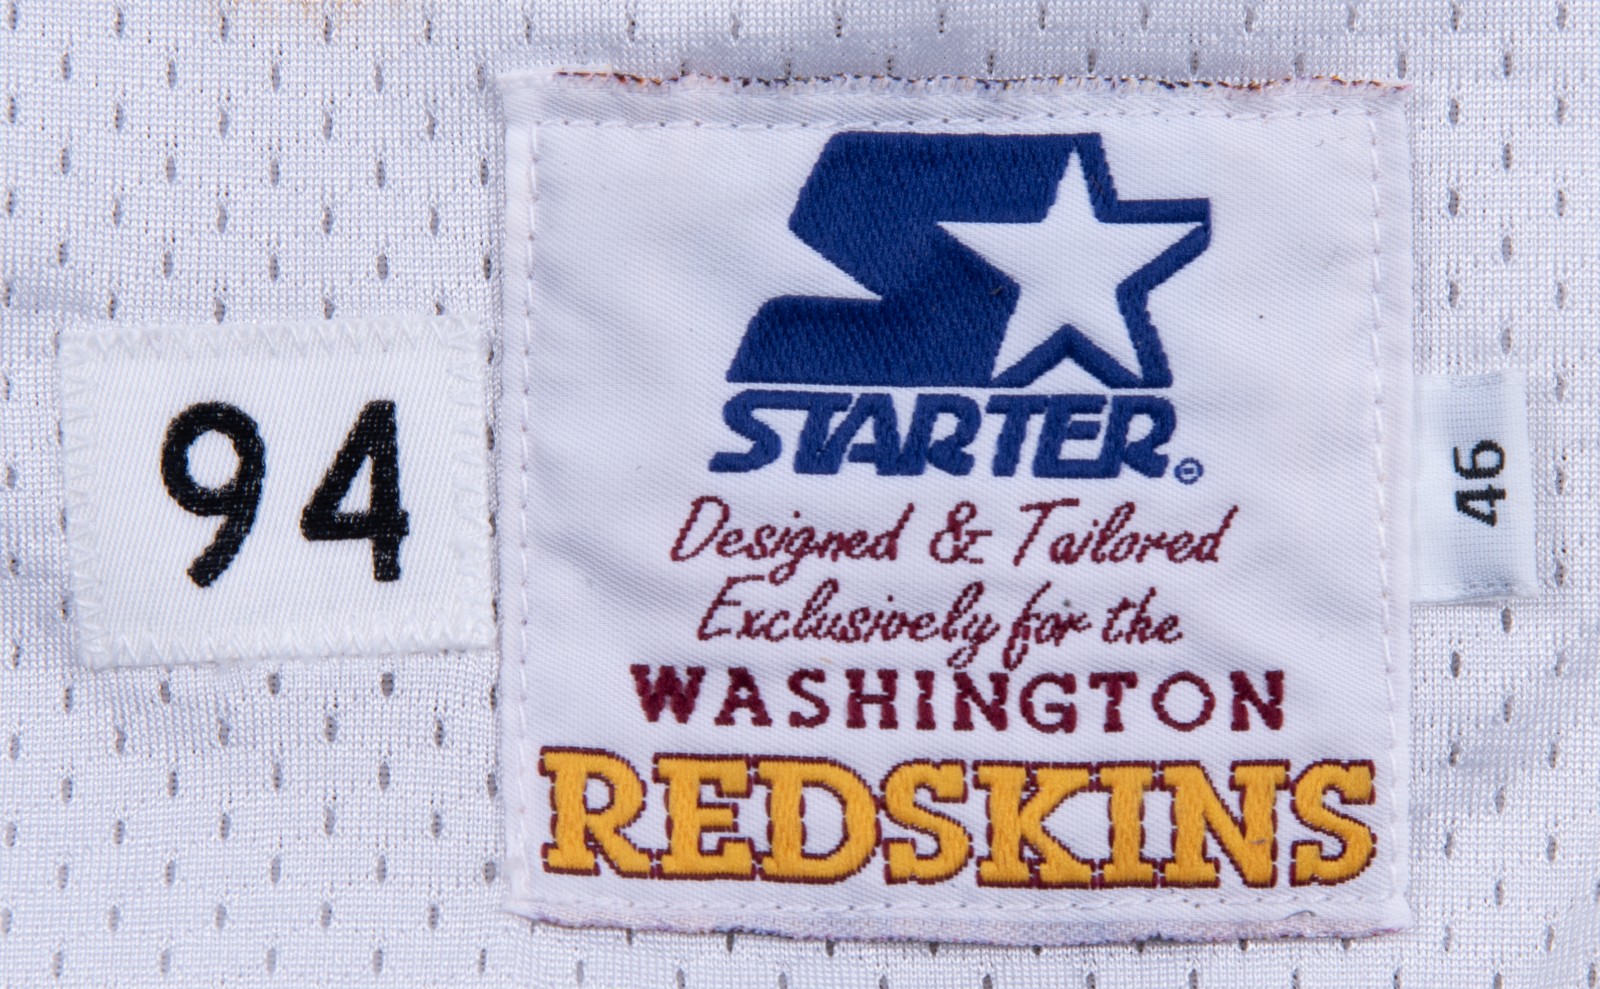 94
STARTER®
Designed & Tailored
Exclusively for the
WASHINGTON
REDSKINS
46